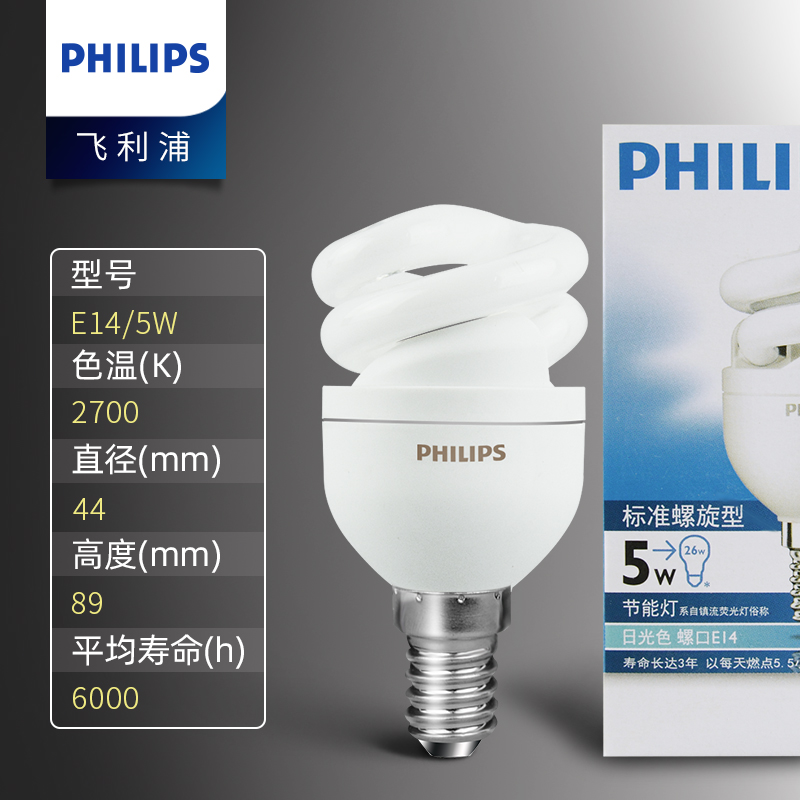 PHILIPS
飞利浦
型号
E14/5W
色温(K)
2700
直径(mm)
44
高度(mm)
89
平均寿命(h)
6000
PHILIPS
PHILI
标准螺旋型
5W
26w
*
节能灯 系自镇流荧光灯俗称
日光色 螺口E14
寿命长达3年 以每天燃点5.5